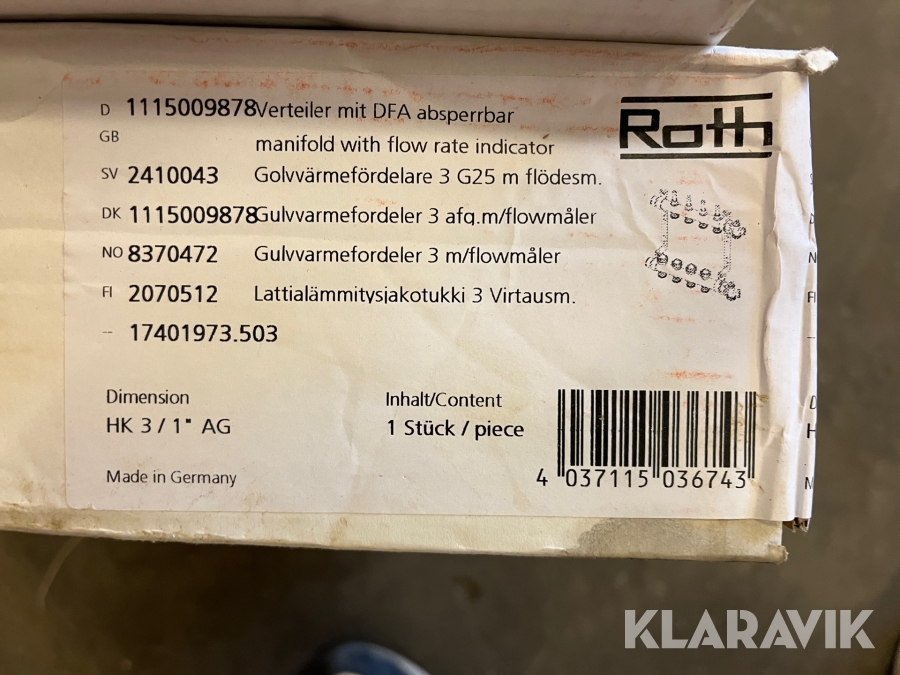 D 1115009878 Verteiler mit DFA absperrbar
GB manifold with flow rate indicator
SV 2410043 Golvvärmefördelare 3 G25 m flödesm.
DK 1115009878 Gulvvarmefordeler 3 afg.m/flowmåler
NO 8370472 Gulvvarmefordeler 3 m/flowmåler
FI 2070512 Lattialämmitysjakotukki 3 Virtausm.
– 17401973.503
Roth
Dimension
HK 3 / 1" AG
Inhalt/Content
1 Stück / piece
Made in Germany
4 037115 036743
KLARAVIK